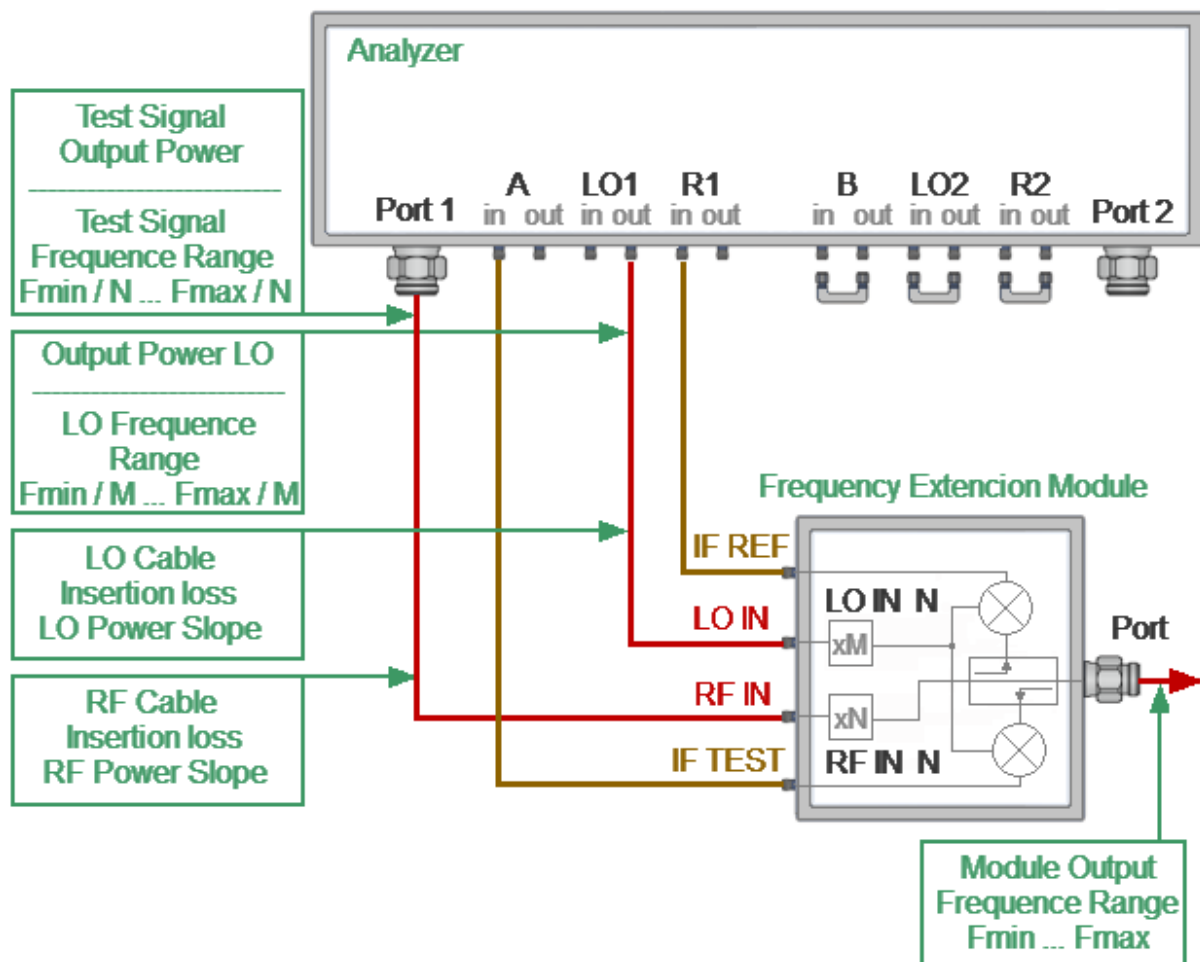 Analyzer
Test Signal
Output Power
Test Signal
Frequence Range
Fmin / N ... Fmax / N
Port 1
A
in out
LO1
in out
R1
in out
B
in out
LO2
in out
R2
in out
Port 2
Output Power LO
LO Frequence
Range
Fmin / M ... Fmax / M
LO Cable
Insertion loss
LO Power Slope
RF Cable
Insertion loss
RF Power Slope
Frequency Extencion Module
IF REF
LO IN
RF IN
IF TEST
LO IN N
xM
xN
RF IN N
Port
Module Output
Frequence Range
Fmin ... Fmax